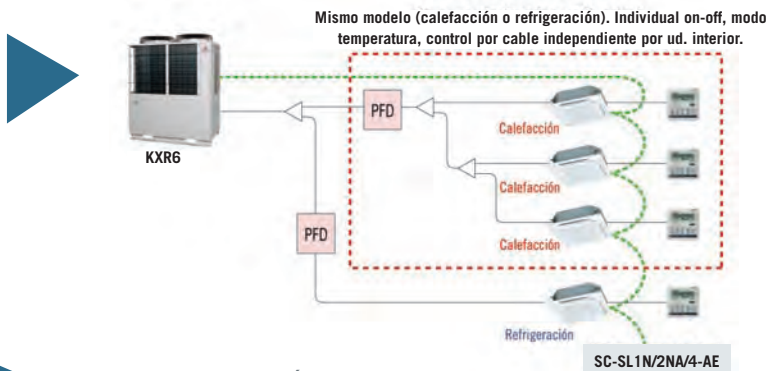 Mismo modelo (calefacción o refrigeración). Individual on-off, modo
temperatura, control por cable independiente por ud. interior.
KXR6
PFD
Calefacción
Calefacción
PFD
Calefacción
Refrigeración
SC-SL1N/2NA/4-AE